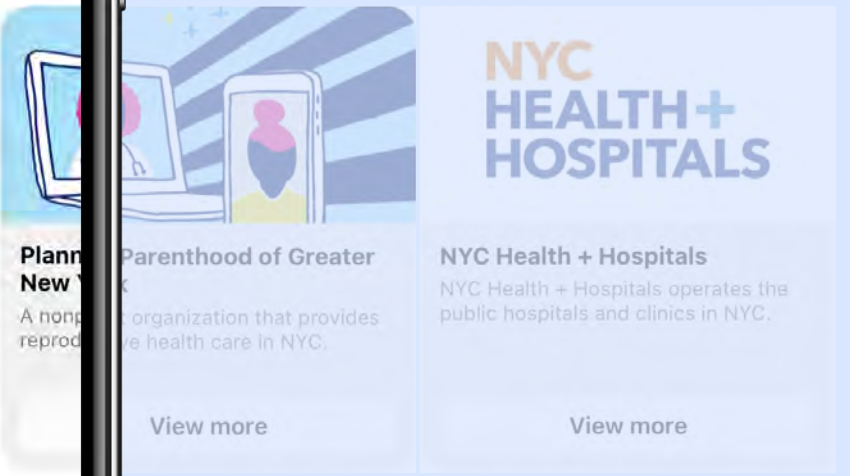 NYC
HEALTH+
HOSPITALS
Plann Parenthood of Greater
New Y k
A nonp t organization that provides
reprod ve health care in NYC.
View more
NYC Health + Hospitals
NYC Health + Hospitals operates the
public hospitals and clinics in NYC.
View more